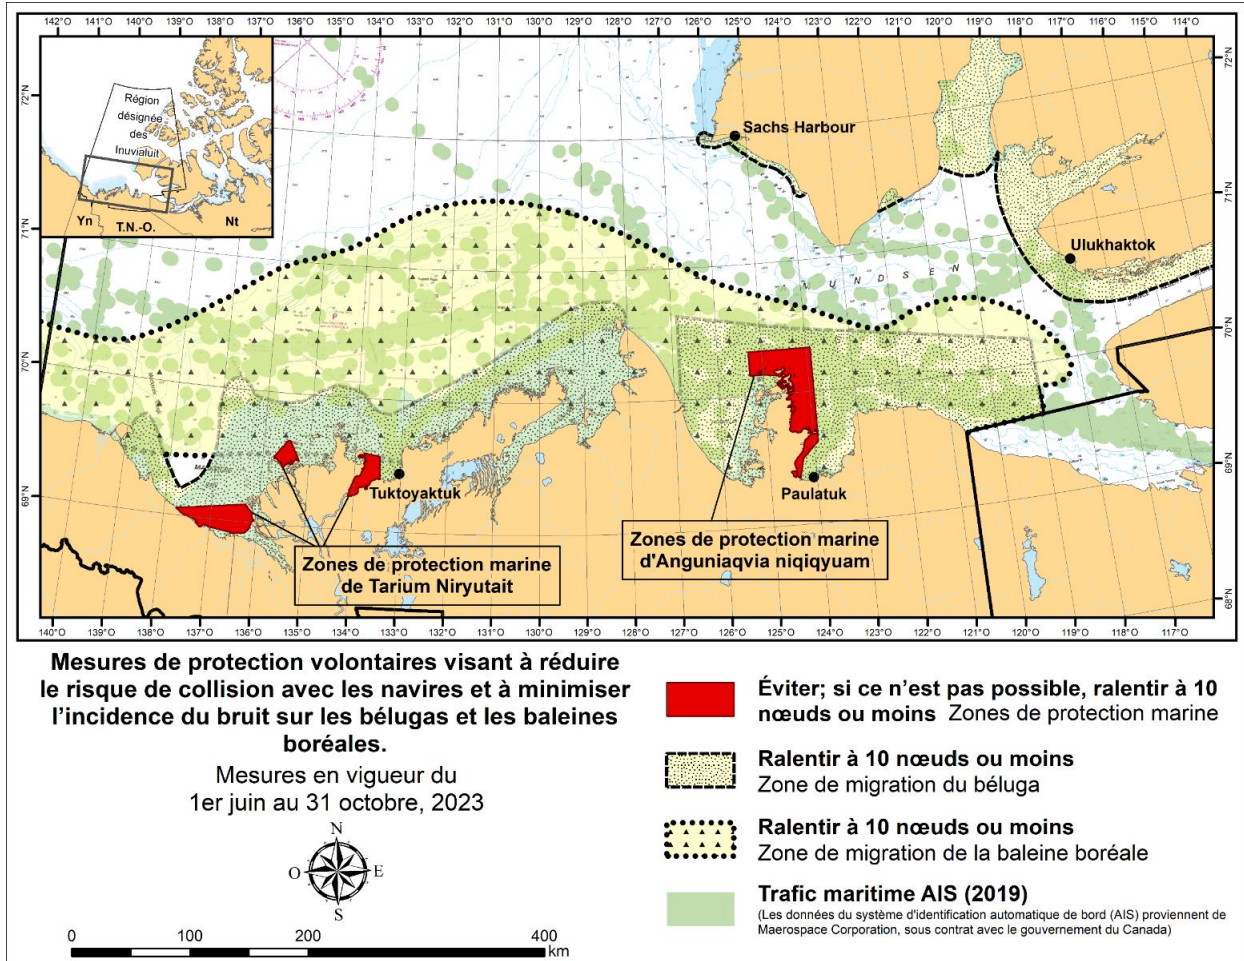 142°O 141°O 140°O 139°O 138°O 137°O 136°O 135°O 134°O 133°O 132°O 131°O 130°O 129°O 128°O 127°O 126°O 125°O 124°O 123°O 122°O 121°O 120°O 119°O 118°O 117°O 116°O 115°O 114°O
72°N
71°N
70°N
69°N
72°N
71°N
70°N
69°N
68°N
Région
désignée
des
Inuvialuit
Yn
T.N.-O.
Nt
Sachs Harbour
Ulukhaktok
UNDSEN
Tuktoyaktuk
Paulatuk
Zones de protection marine
de Tarium Niryutait
Zones de protection marine
d'Anguniaqvia niqiqyuam
140°O 139°O 138°O 137°O 136°O 135°O 134°O 133°O 132°O 131°O 130°O 129°O 128°O 127°O 126°O 125°O 124°O 123°O 122°O 121°O 120°O 119°O 118°O 117°O
Mesures de protection volontaires visant à réduire
le risque de collision avec les navires et à minimiser
l’incidence du bruit sur les bélugas et les baleines
boréales.
Mesures en vigueur du
1er juin au 31 octobre, 2023
N
O
E
S
0 100 200 400
km
Éviter; si ce n’est pas possible, ralentir à 10
nœuds ou moins Zones de protection marine
Ralentir à 10 nœuds ou moins
Zone de migration du béluga
Ralentir à 10 nœuds ou moins
Zone de migration de la baleine boréale
Trafic maritime AIS (2019)
(Les données du système d'identification automatique de bord (AIS) proviennent de
Maerospace Corporation, sous contrat avec le gouvernement du Canada)